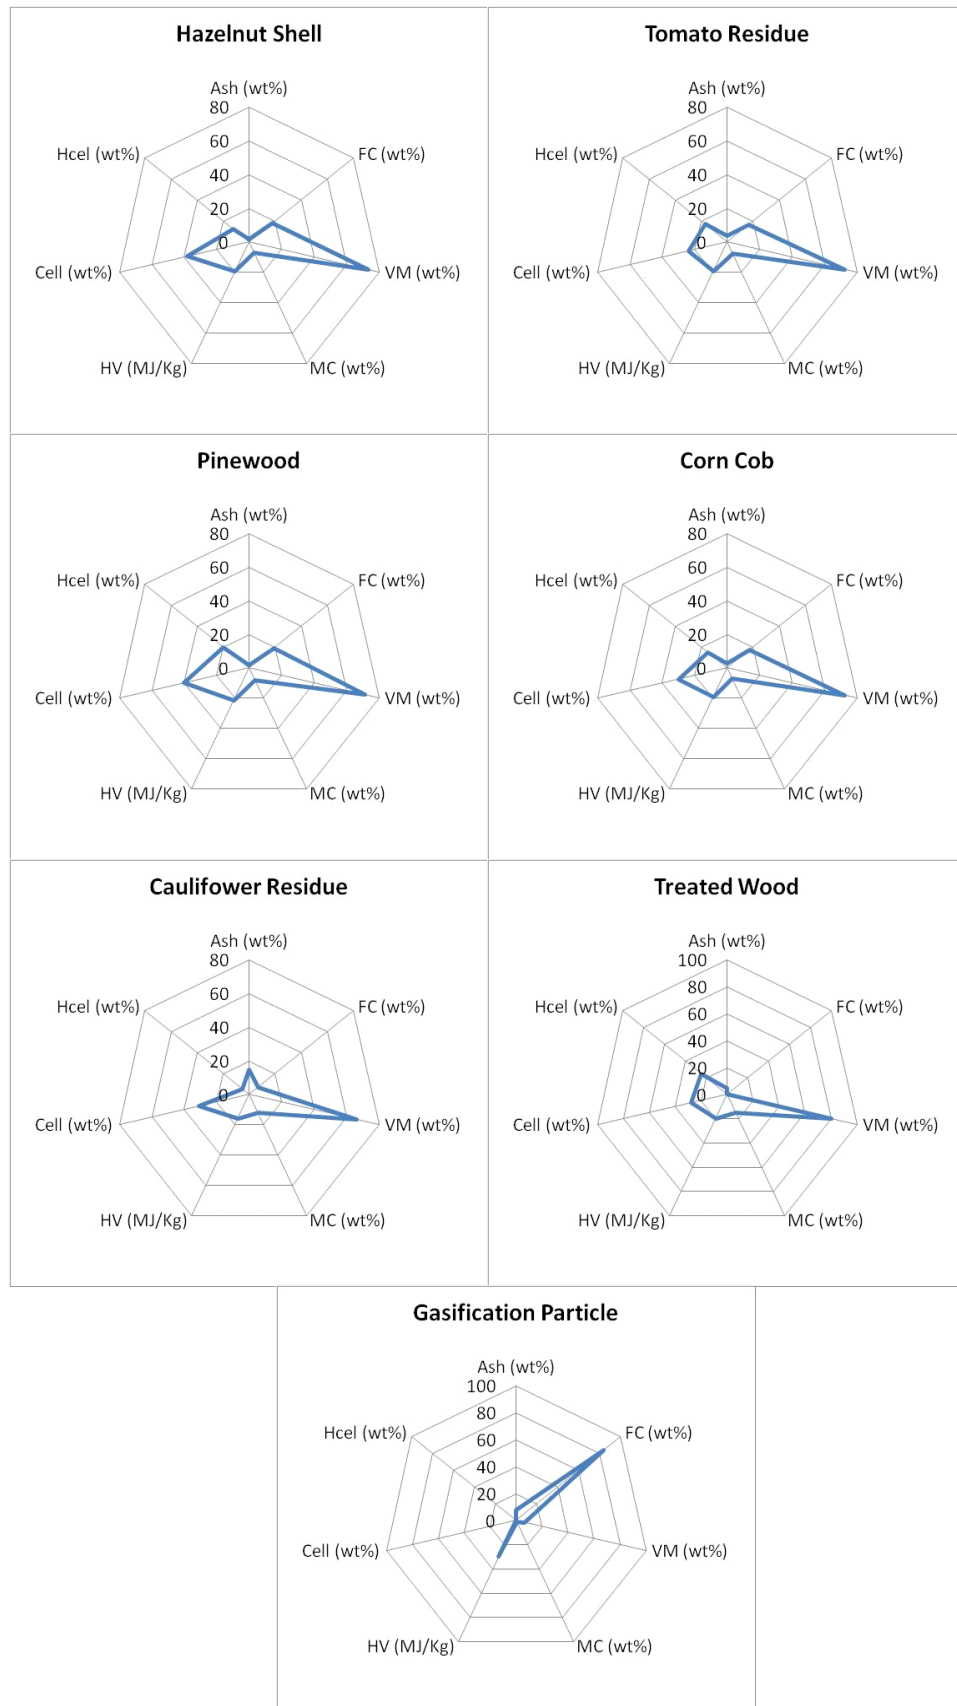 Hazelnut Shell
Ash (wt%)
80
60
40
20
0
FC (wt%)
VM (wt%)
MC (wt%)
HV (MJ/Kg)
Cell (wt%)
Hcel (wt%)
Tomato Residue
Ash (wt%)
80
60
40
20
0
FC (wt%)
VM (wt%)
MC (wt%)
HV (MJ/Kg)
Cell (wt%)
Hcel (wt%)
Pinewood
Ash (wt%)
80
60
40
20
0
FC (wt%)
VM (wt%)
MC (wt%)
HV (MJ/Kg)
Cell (wt%)
Hcel (wt%)
Corn Cob
Ash (wt%)
80
60
40
20
0
FC (wt%)
VM (wt%)
MC (wt%)
HV (MJ/Kg)
Cell (wt%)
Hcel (wt%)
Caulifower Residue
Ash (wt%)
80
60
40
20
0
FC (wt%)
VM (wt%)
MC (wt%)
HV (MJ/Kg)
Cell (wt%)
Hcel (wt%)
Treated Wood
Ash (wt%)
100
80
60
40
20
0
FC (wt%)
VM (wt%)
MC (wt%)
HV (MJ/Kg)
Cell (wt%)
Hcel (wt%)
Gasification Particle
Ash (wt%)
100
80
60
40
20
0
FC (wt%)
VM (wt%)
MC (wt%)
HV (MJ/Kg)
Cell (wt%)
Hcel (wt%)